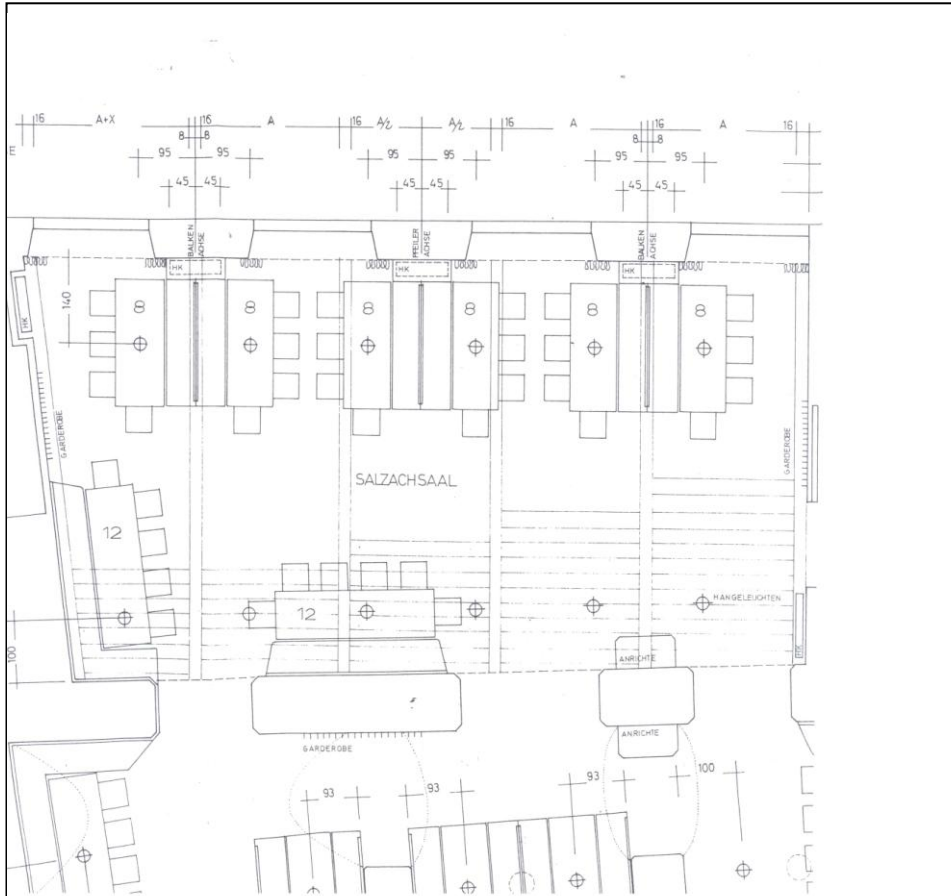 16 A+X 16 A 16 A/2 A/2 16 A 16 A 16
8 8 8 8
E 95 95 95 95 95 95
45 45 45 45 45 45
BALKEN ACHSE
PFEILER ACHSE
BALKEN ACHSE
HK HK HK
HK
140
8 8 8 8 8 8
GARDEROBE
GARDEROBE
SALZACHSAAL
12
12
HANGELEUCHTEN
100
ANRICHTE
HK
ANRICHTE
GARDEROBE
93 93 93 100